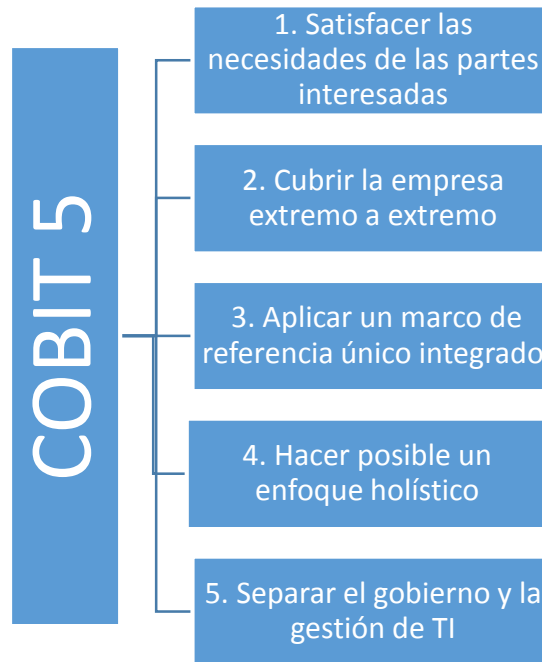 COBIT 5
1. Satisfacer las
necesidades de las partes
interesadas
2. Cubrir la empresa
extremo a extremo
3. Aplicar un marco de
referencia único integrado
4. Hacer posible un
enfoque holístico
5. Separar el gobierno y la
gestión de TI